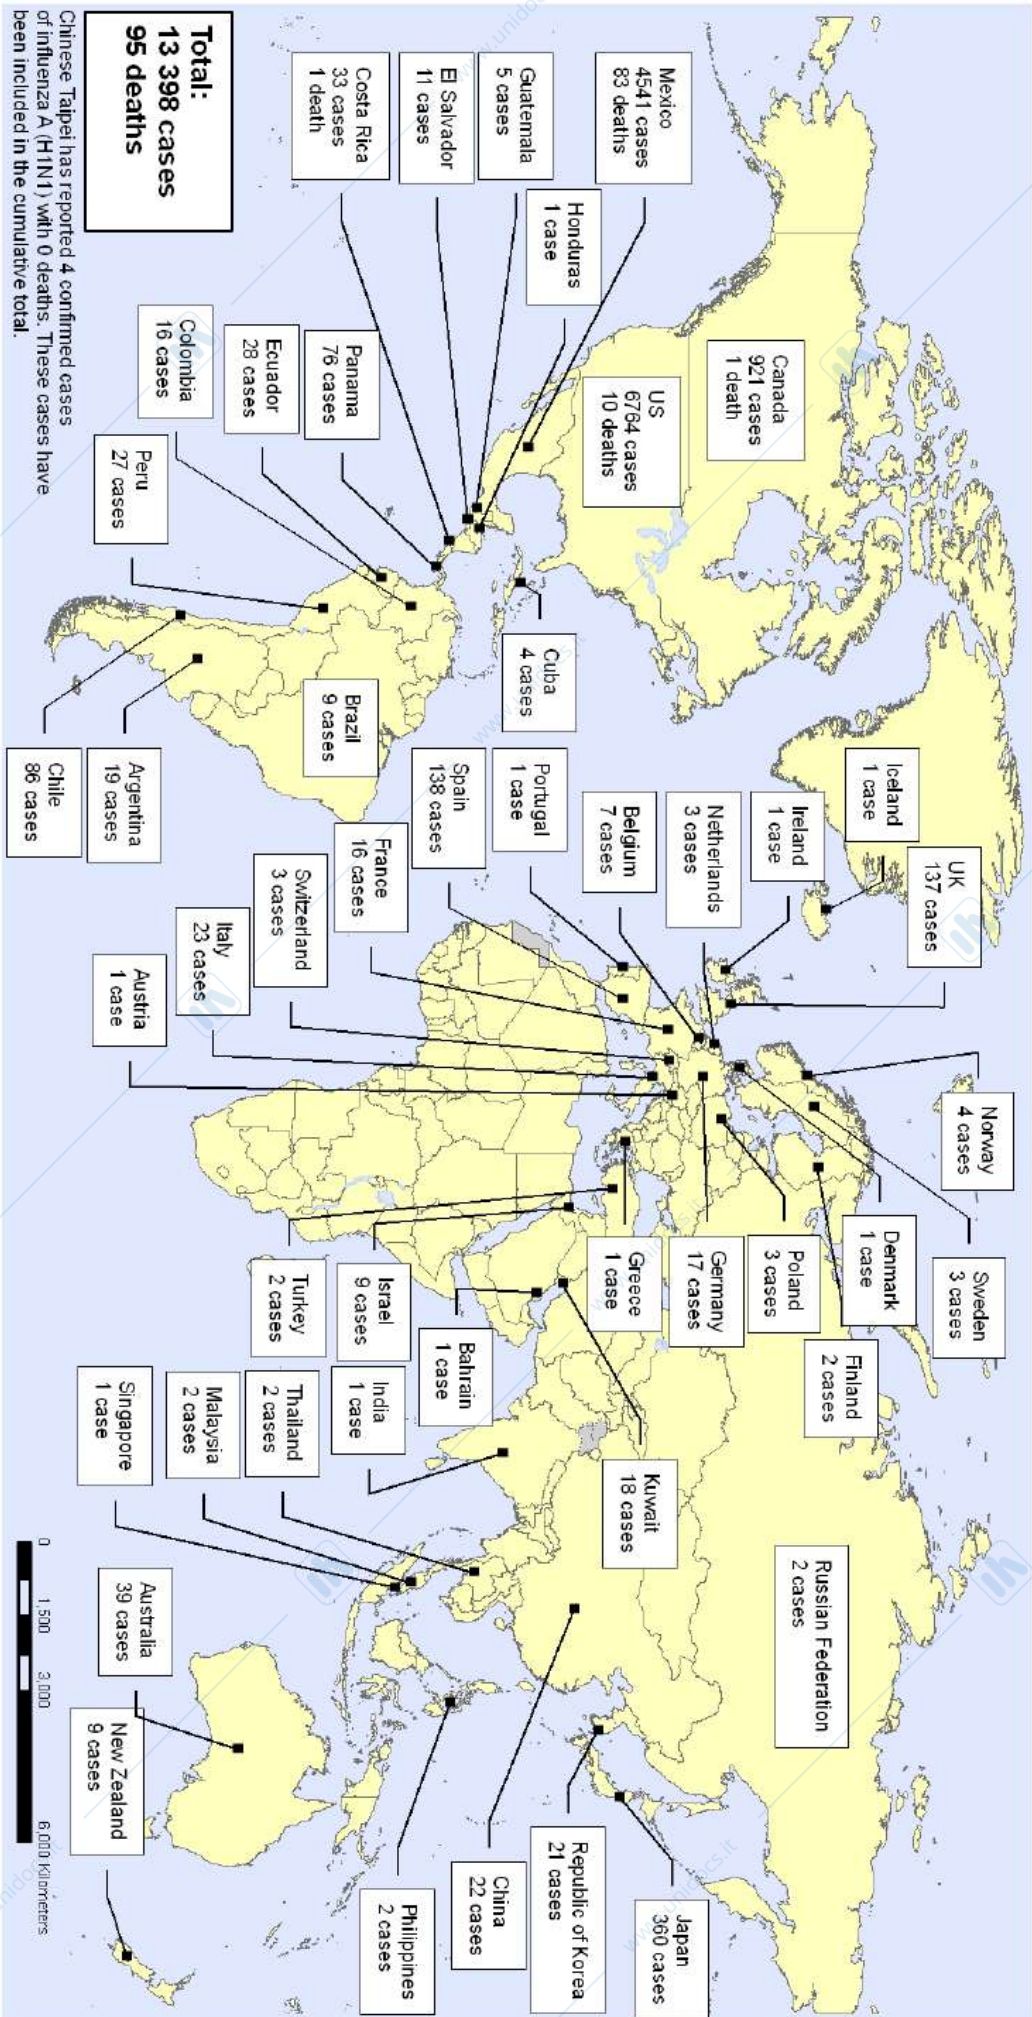 Canada
921 cases
1 death
US
6764 cases
10 deaths
Mexico
4541 cases
83 deaths
Honduras
1 case
Guatemala
5 cases
El Salvador
11 cases
Costa Rica
33 cases
1 death
Panama
76 cases
Ecuador
28 cases
Colombia
16 cases
Peru
27 cases
Cuba
4 cases
Brazil
9 cases
Argentina
19 cases
Chile
86 cases
Total:
13 398 cases
95 deaths
Chinese Taipei has reported 4 confirmed cases
of influenza A (H1N1) with 0 deaths. These cases have
been included in the cumulative total.
Iceland
1 case
UK
137 cases
Ireland
1 case
Netherlands
3 cases
Belgium
7 cases
Portugal
1 case
Spain
138 cases
France
16 cases
Switzerland
3 cases
Italy
23 cases
Austria
1 case
Norway
4 cases
Sweden
3 cases
Denmark
1 case
Finland
2 cases
Poland
3 cases
Germany
17 cases
Greece
1 case
Kuwait
18 cases
Bahrain
1 case
Israel
9 cases
Turkey
2 cases
India
1 case
Thailand
2 cases
Malaysia
2 cases
Singapore
1 case
Russian Federation
2 cases
Japan
360 cases
Republic of Korea
21 cases
China
22 cases
Philippines
2 cases
Australia
39 cases
New Zealand
9 cases
0 1,500 3,000 6,000 Kilometers